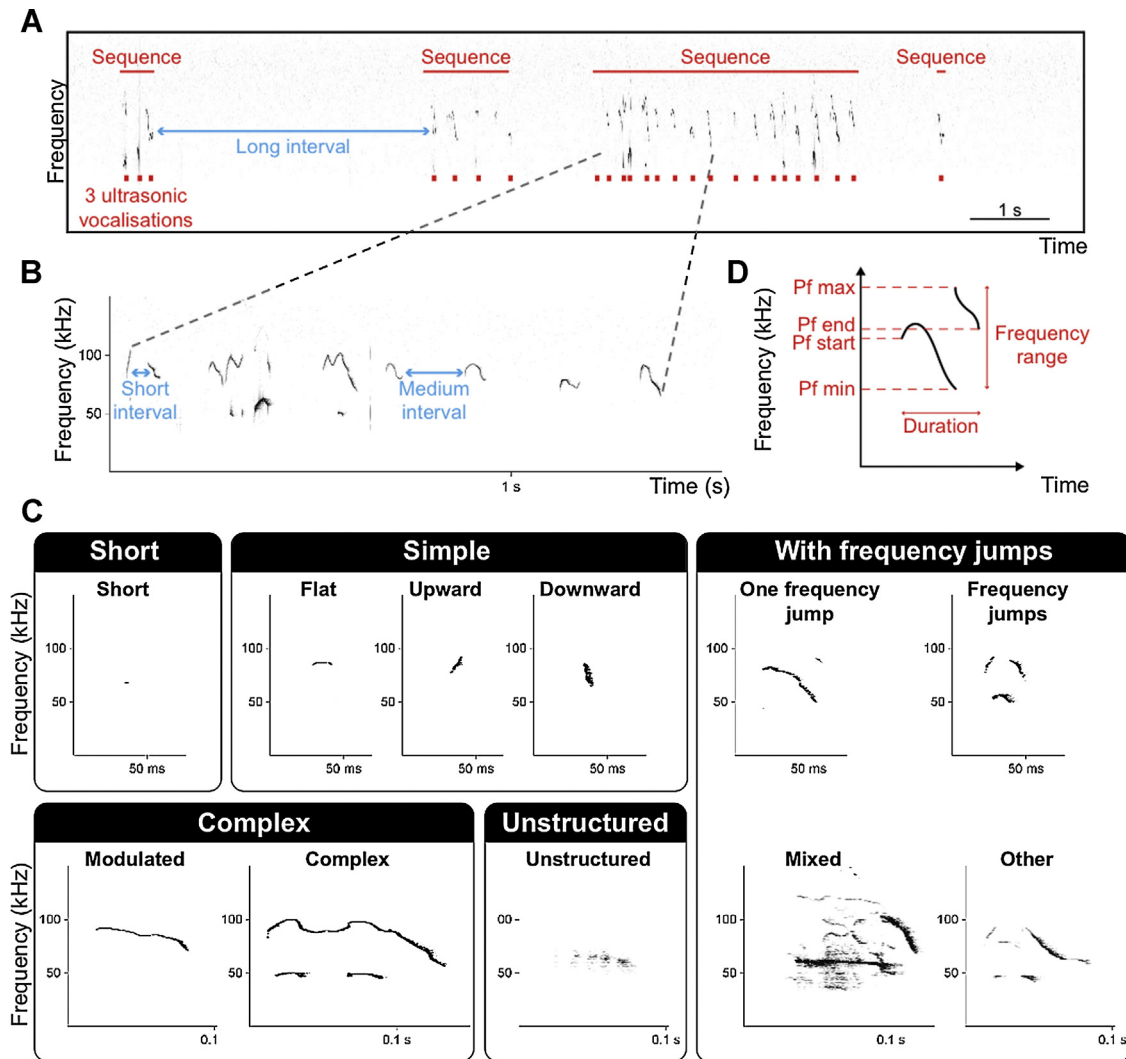 A
Sequence
Sequence
Sequence
Sequence
Frequency
Long interval
3 ultrasonic
vocalisations
1 s
Time
B
Frequency (kHz)
100
50
Short
interval
Medium
interval
1 s
Time (s)
D
Frequency (kHz)
Pf max
Pf end
Pf start
Pf min
Frequency
range
Duration
Time
C
Short
Simple
With frequency jumps
Short
Flat
Upward
Downward
One frequency
jump
Frequency
jumps
Frequency (kHz)
100
50
50 ms
100
50
50 ms
100
50
50 ms
100
50
50 ms
100
50
50 ms
100
50
50 ms
Complex
Unstructured
Modulated
Complex
Unstructured
Mixed
Other
Frequency (kHz)
100
50
0.1
100
50
0.1 s
00
50
0.1 s
100
50
0.1 s
100
50
0.1 s